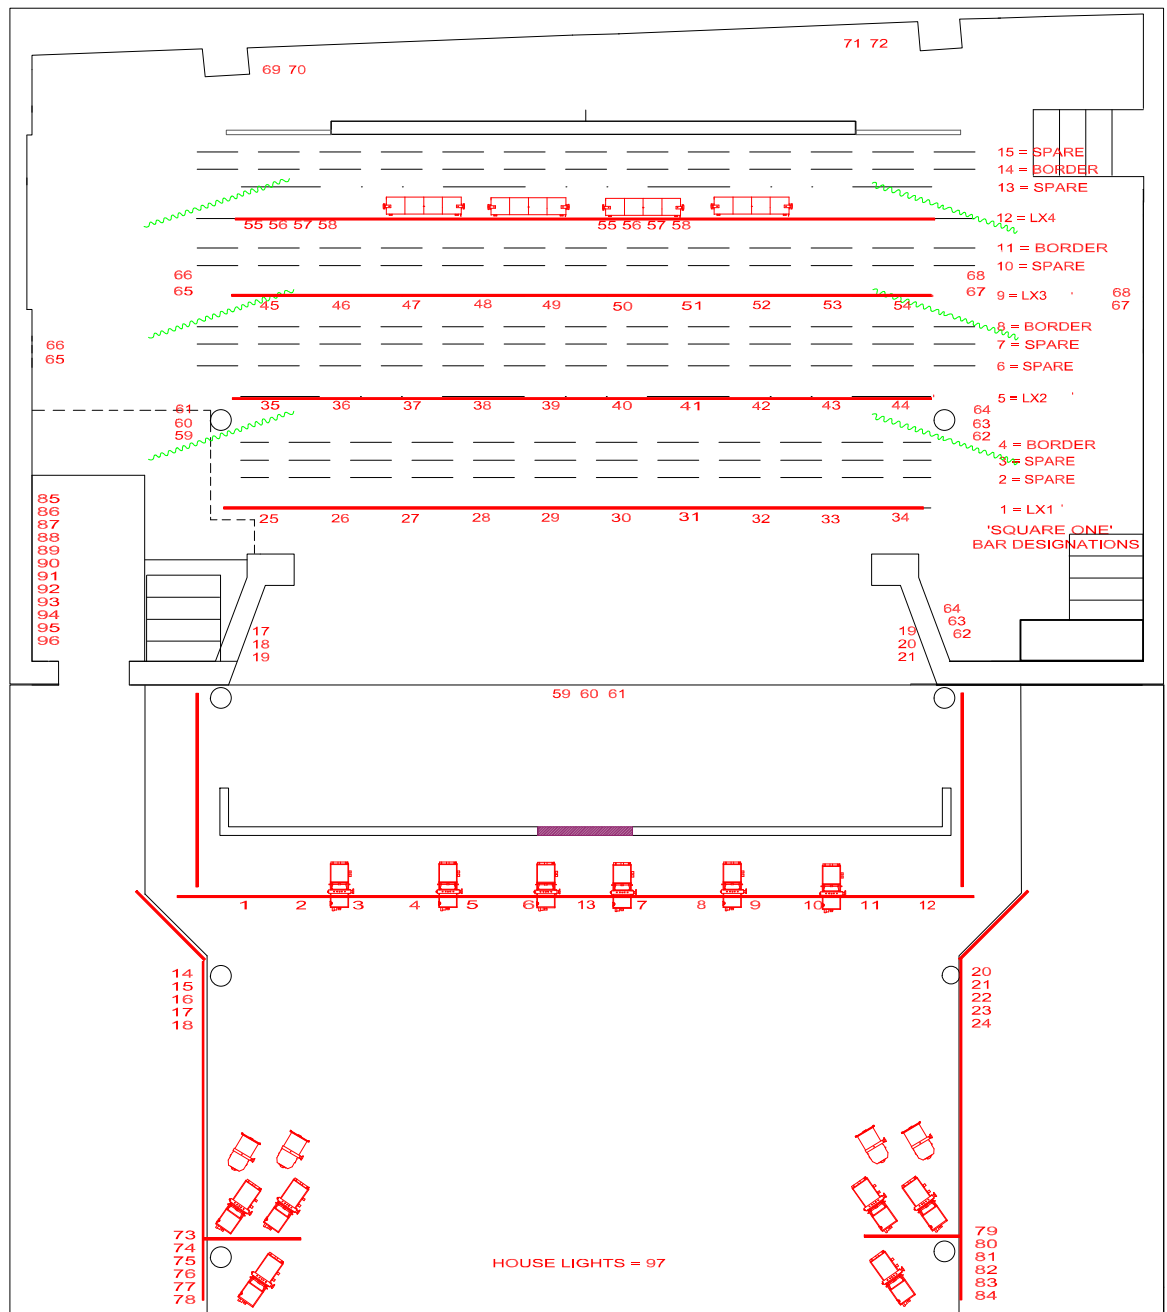 71 72
69 70
15 = SPARE
14 = BORDER
13 = SPARE
12 = LX4
55 56 57 58
55 56 57 58
11 = BORDER
10 = SPARE
66
65
68
67
9 = LX3 '
68
67
45 46 47 48 49 50 51 52 53 54
8 = BORDER
7 = SPARE
6 = SPARE
66
65
5 = LX2 '
35 36 37 38 39 40 41 42 43 44
61
60
59
64
63
62
4 = BORDER
3 = SPARE
2 = SPARE
1 = LX1 '
25 26 27 28 29 30 31 32 33 34
'SQUARE ONE'
BAR DESIGNATIONS
85
86
87
88
89
90
91
92
93
94
95
96
17
18
19
19
20
21
64
63
62
59 60 61
1 2 3 4 5 6 13 7 8 9 10 11 12
14
15
16
17
18
20
21
22
23
24
73
74
75
76
77
78
HOUSE LIGHTS = 97
79
80
81
82
83
84